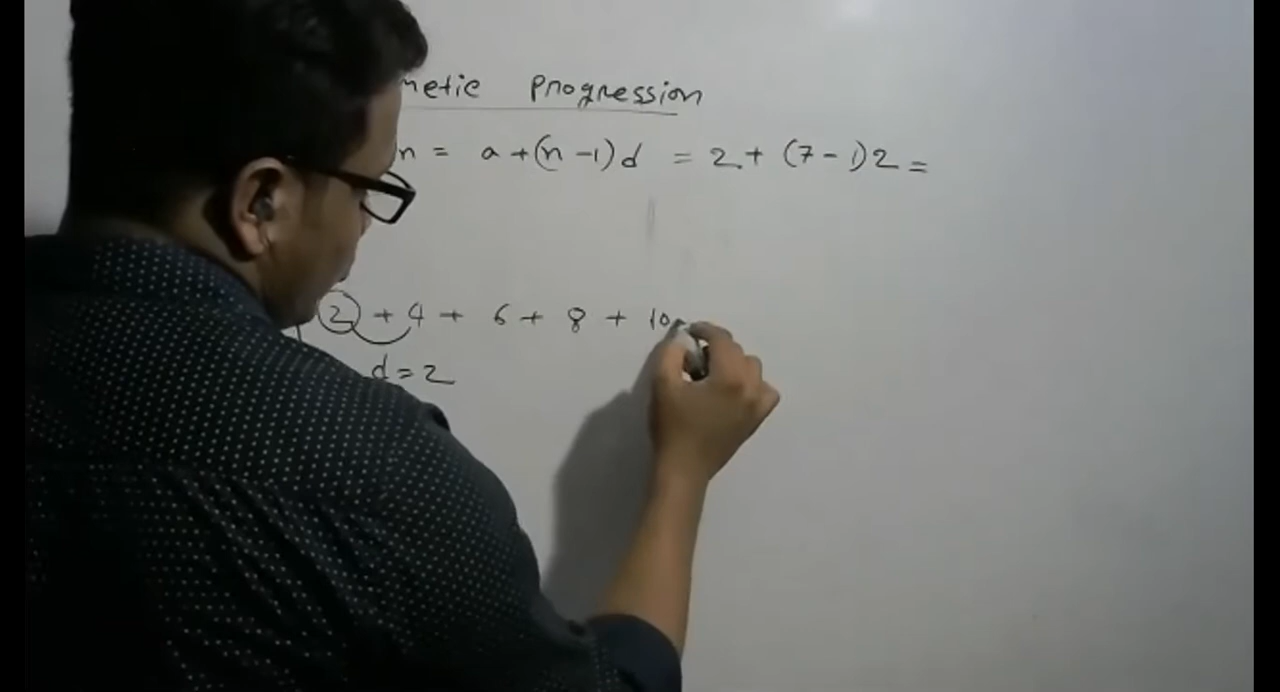 metic Progression
n = a + (n - 1) d = 2 + (7 - 1) 2 =
2 + 4 + 6 + 8 + 10
d = 2